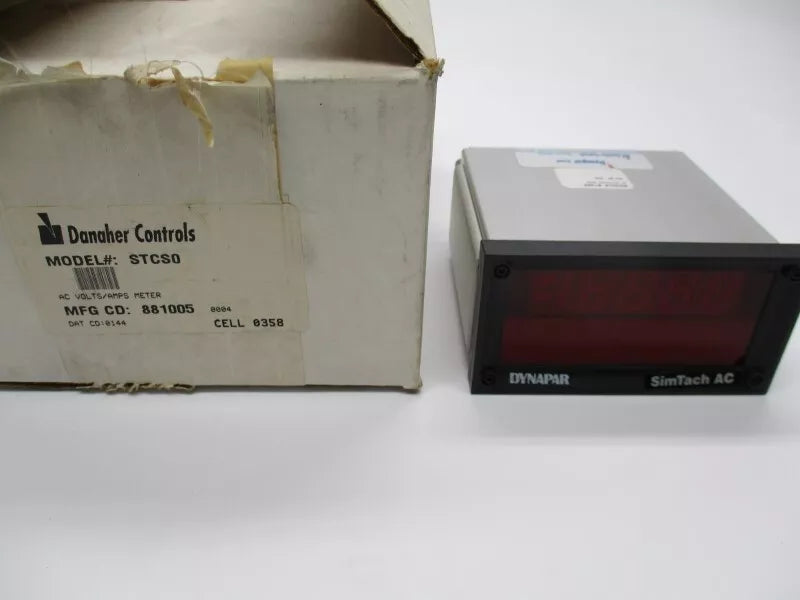 Danaher Controls
MODEL#: STCS0
AC VOLTS/AMPS METER
MFG CD: 881005 0004
DAT CD:0144 CELL 0358
DYNAPAR
SimTach AC